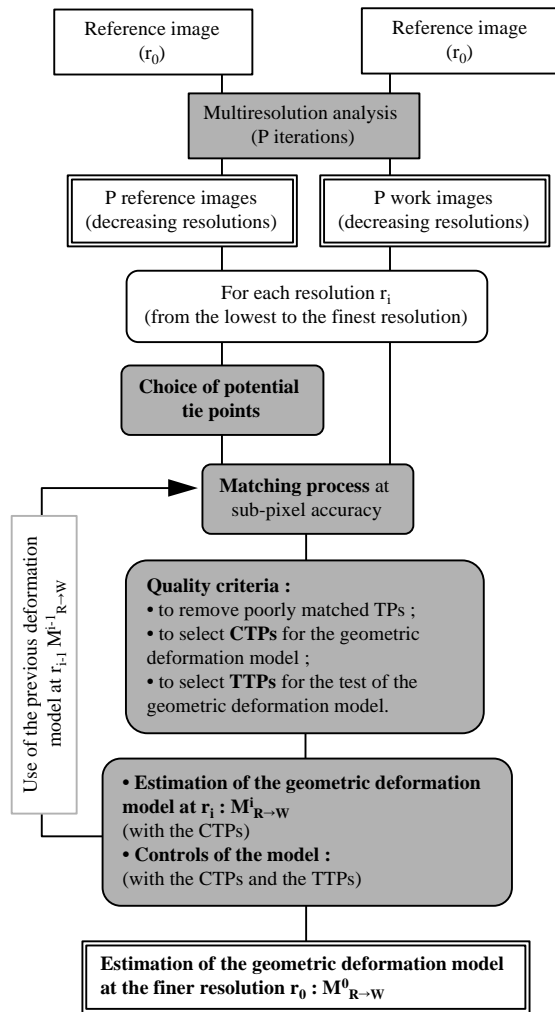 Reference image
(r0)
Reference image
(r0)
Multiresolution analysis
(P iterations)
P reference images
(decreasing resolutions)
P work images
(decreasing resolutions)
For each resolution ri
(from the lowest to the finest resolution)
Choice of potential
tie points
Matching process at
sub-pixel accuracy
Use of the previous deformation
model at ri-1 Mi-1R→W
Quality criteria :
• to remove poorly matched TPs ;
• to select CTPs for the geometric
deformation model ;
• to select TTPs for the test of the
geometric deformation model.
• Estimation of the geometric deformation
model at ri : MiR→W
(with the CTPs)
• Controls of the model :
(with the CTPs and the TTPs)
Estimation of the geometric deformation model
at the finer resolution r0 : M0R→W